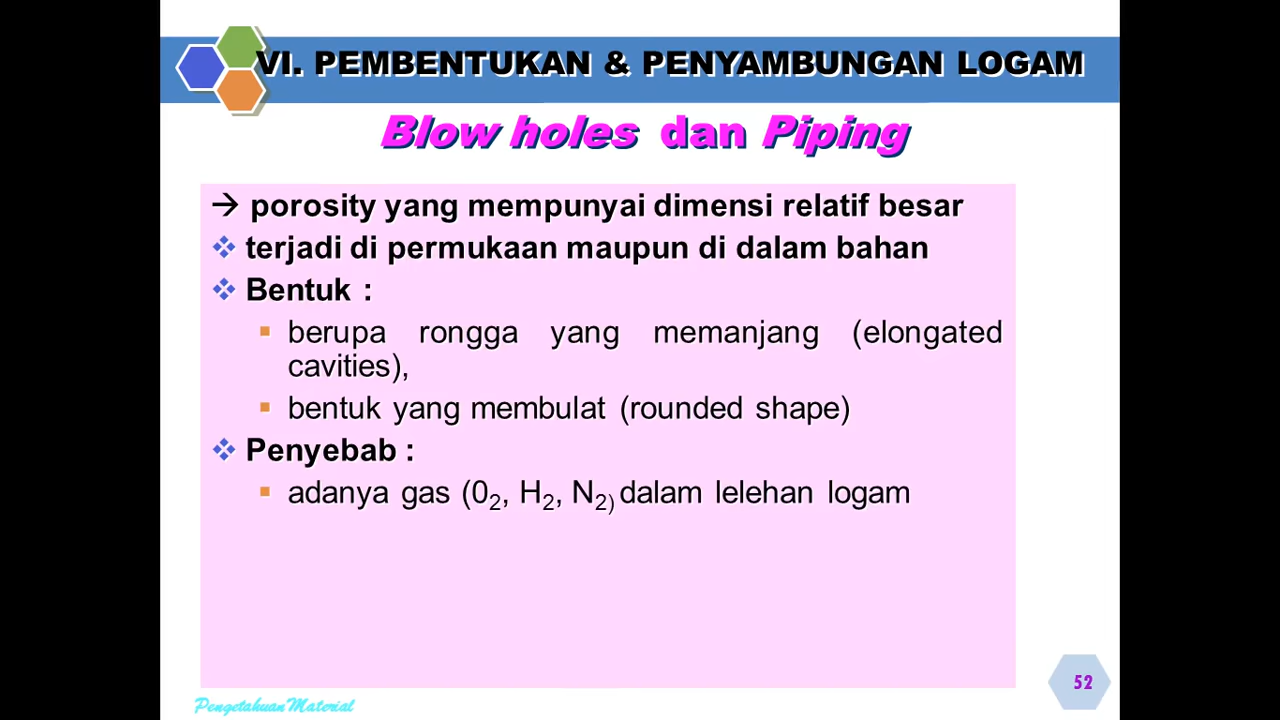 VI. PEMBENTUKAN & PENYAMBUNGAN LOGAM
Blow holes dan Piping
→ porosity yang mempunyai dimensi relatif besar
❖ terjadi di permukaan maupun di dalam bahan
❖ Bentuk :
▪ berupa rongga yang memanjang (elongated
cavities),
▪ bentuk yang membulat (rounded shape)
❖ Penyebab :
▪ adanya gas (0₂, H₂, N₂₎ dalam lelehan logam
PengetahuanMaterial
52